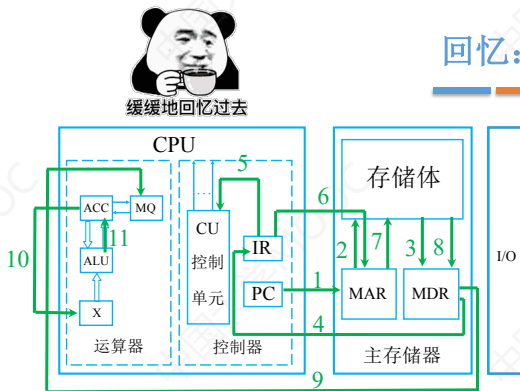 缓缓地回忆过去
回忆：
CPU
ACC
MQ
ALU
X
运算器
CU
控制
单元
IR
PC
控制器
存储体
MAR
MDR
主存储器
I/O
1
2
3
4
5
6
7
8
9
10
11